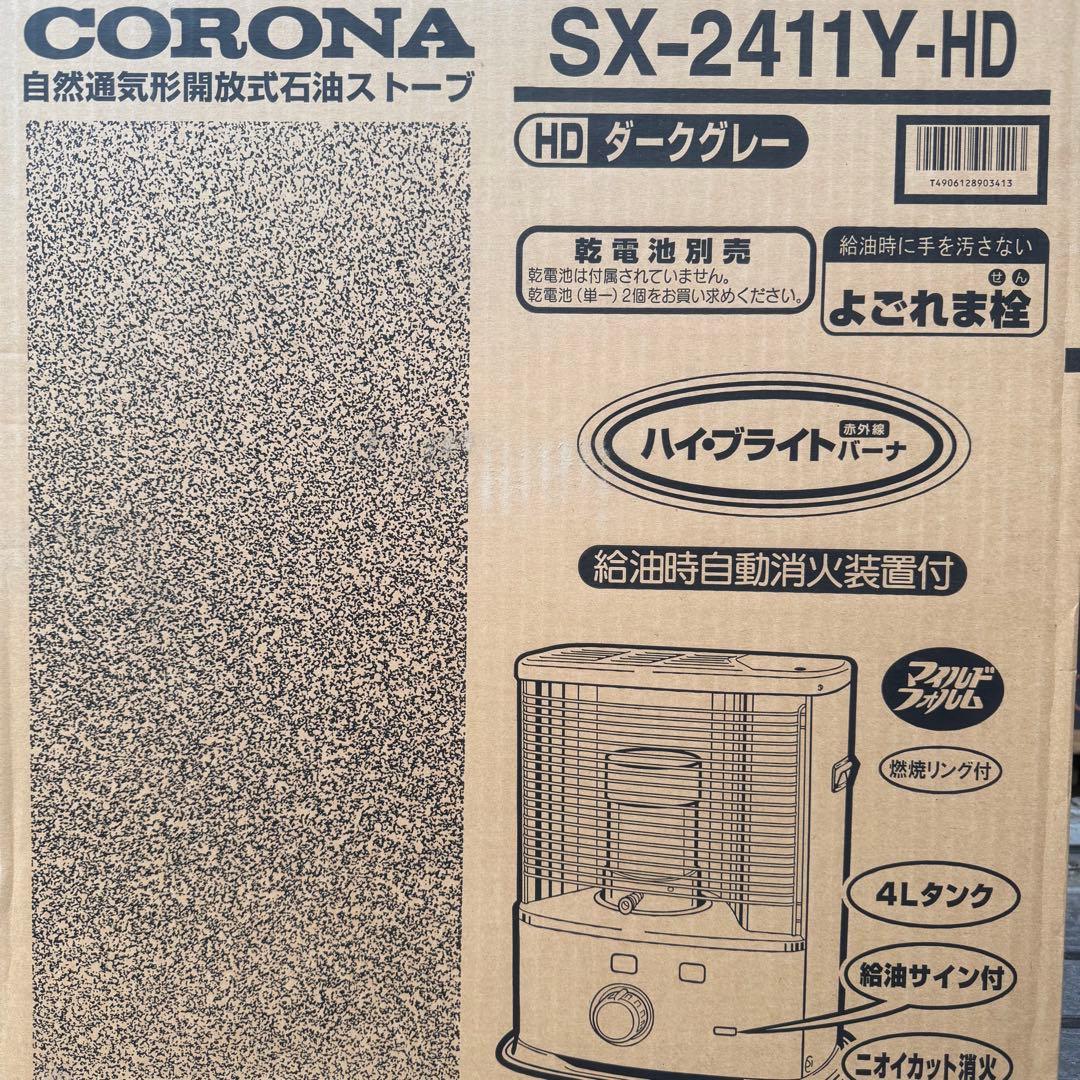 CORONA
自然通気形開放式石油ストーブ
SX-2411Y-HD
HD ダークグレー
T4906128903413
乾電池別売
乾電池は付属されていません。
乾電池（単一）2個をお買い求めください。
給油時に手を汚さない
せん
よごれま栓
ハイ・ブライト赤外線バーナ
給油時自動消火装置付
マイルド
フォルム
燃焼リング付
4Lタンク
給油サイン付
ニオイカット消火